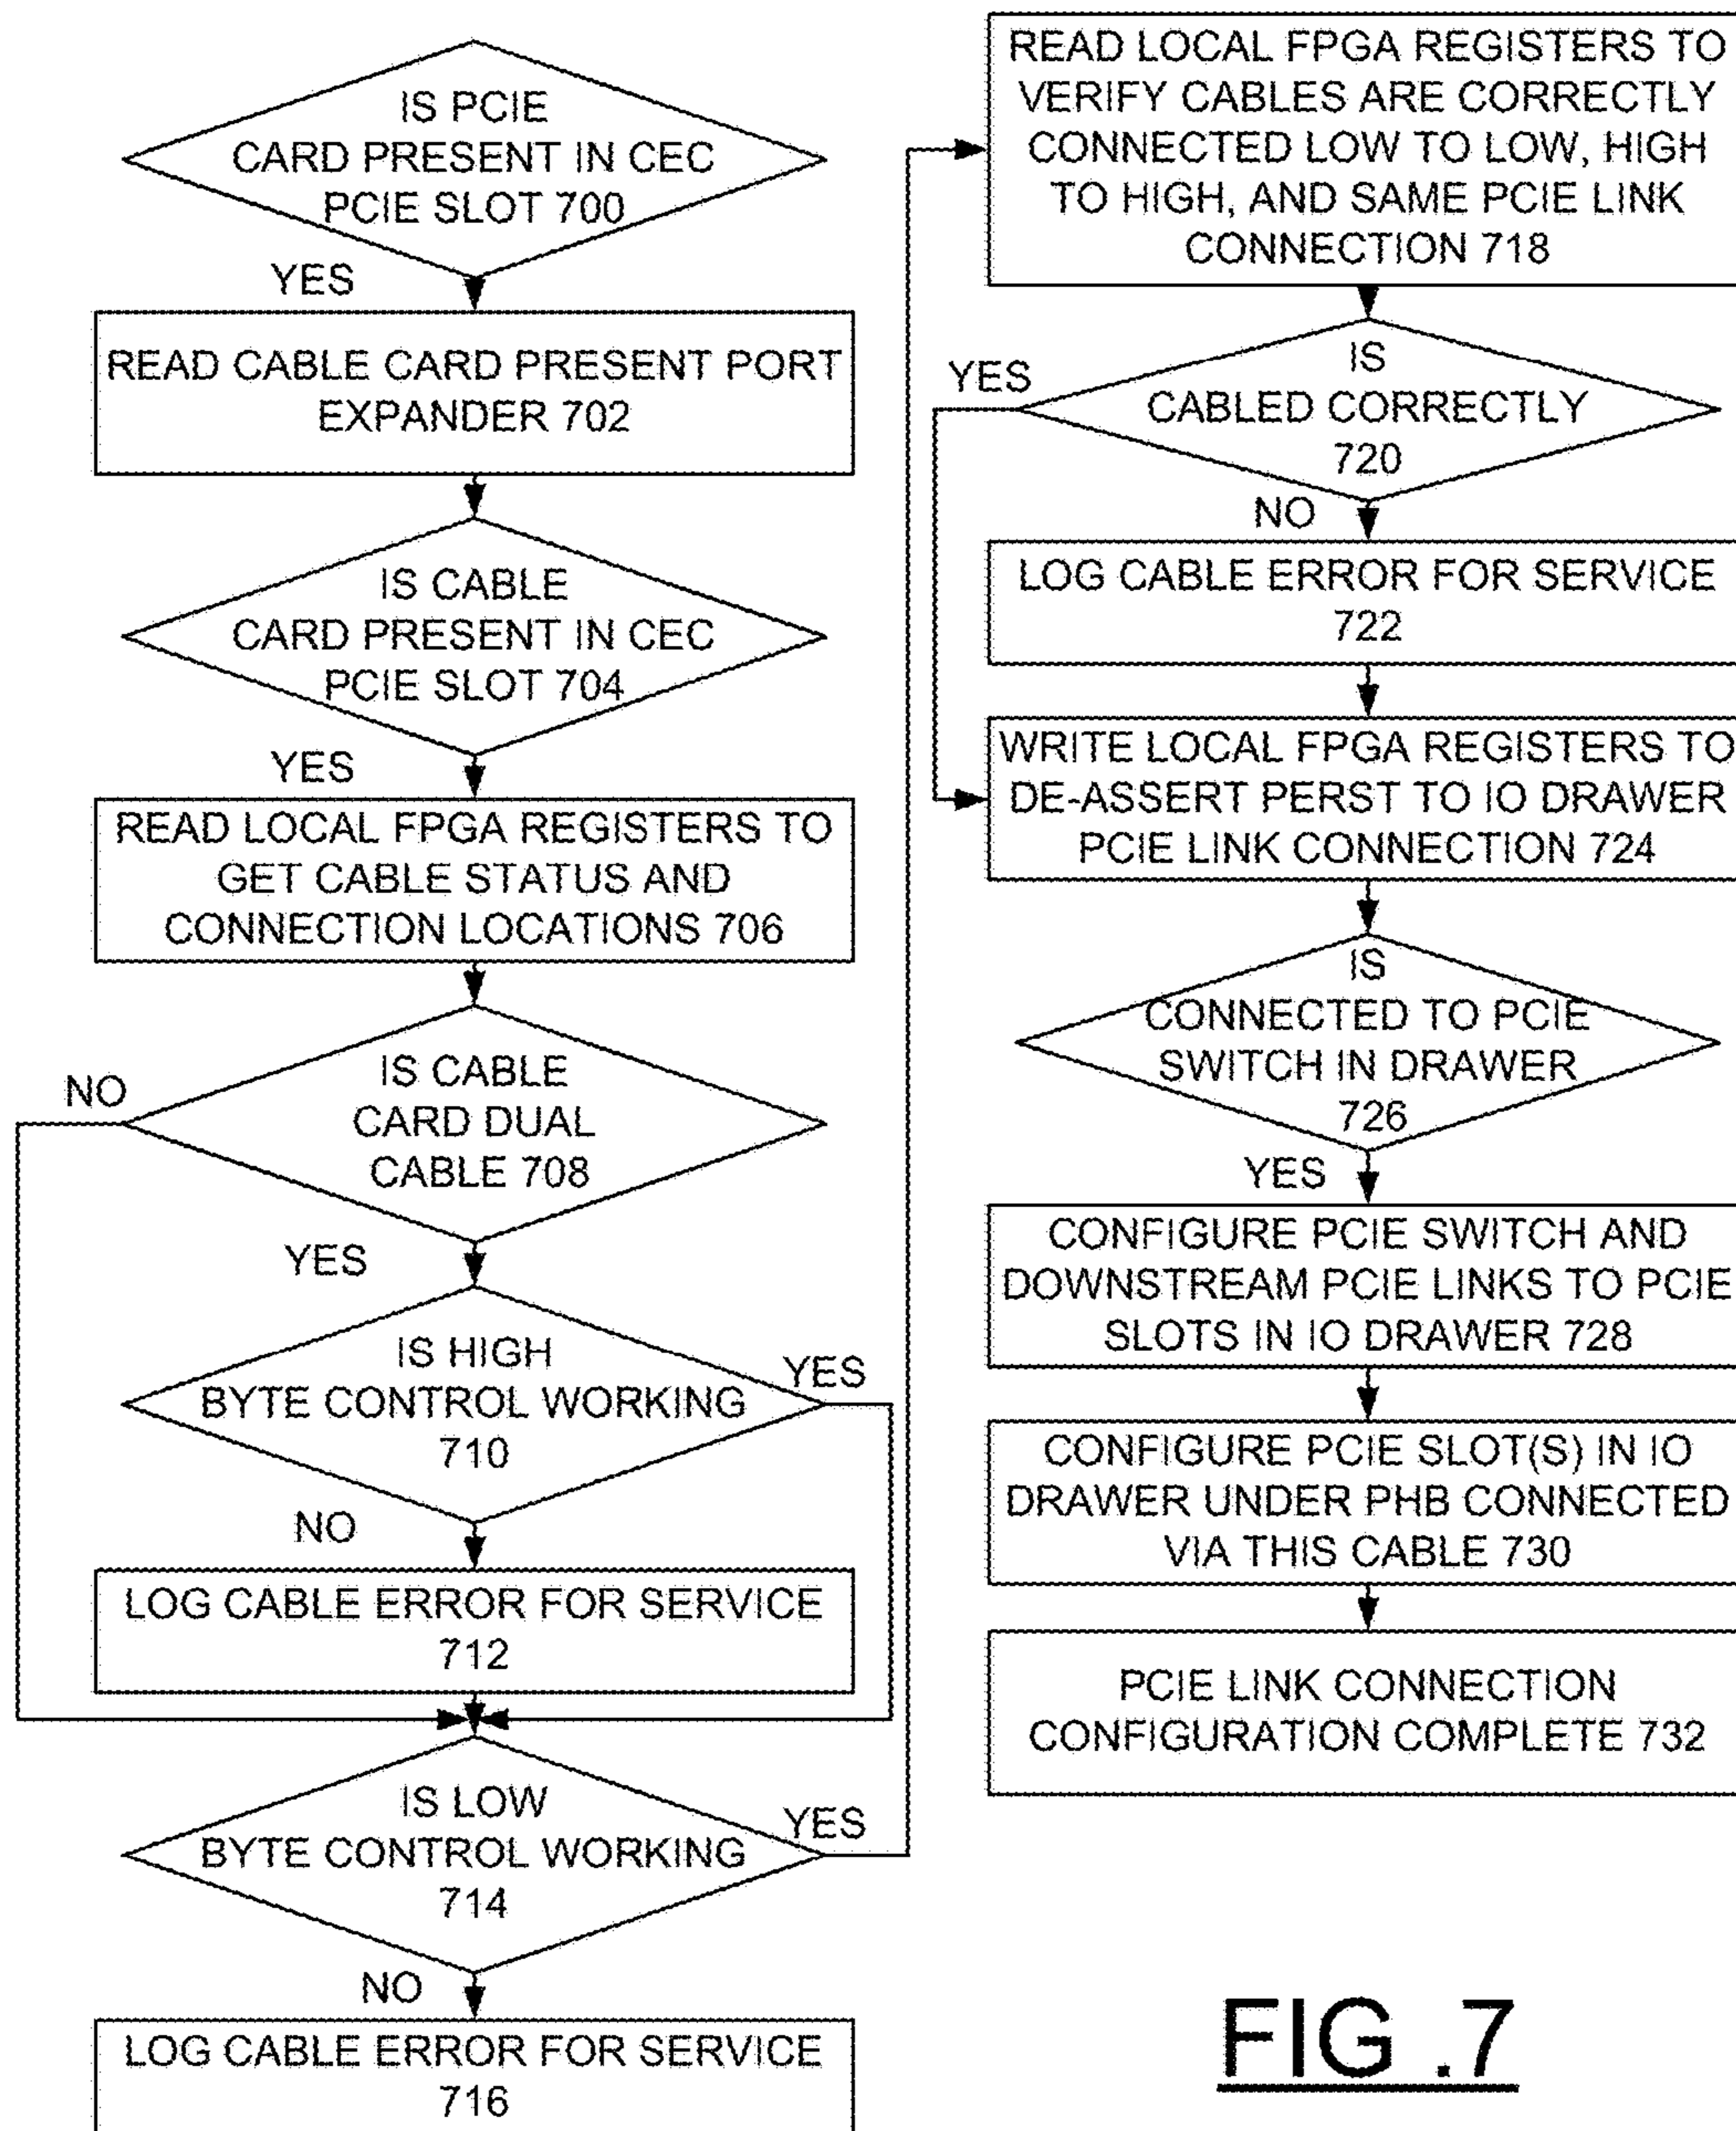 IS PCIE
CARD PRESENT IN CEC
PCIE SLOT 700
YES
READ CABLE CARD PRESENT PORT
EXPANDER 702
IS CABLE
CARD PRESENT IN CEC
PCIE SLOT 704
YES
READ LOCAL FPGA REGISTERS TO
GET CABLE STATUS AND
CONNECTION LOCATIONS 706
NO
IS CABLE
CARD DUAL
CABLE 708
YES
IS HIGH
BYTE CONTROL WORKING
710
YES
NO
LOG CABLE ERROR FOR SERVICE
712
IS LOW
BYTE CONTROL WORKING
714
YES
NO
LOG CABLE ERROR FOR SERVICE
716
READ LOCAL FPGA REGISTERS TO
VERIFY CABLES ARE CORRECTLY
CONNECTED LOW TO LOW, HIGH
TO HIGH, AND SAME PCIE LINK
CONNECTION 718
YES
IS
CABLED CORRECTLY
720
NO
LOG CABLE ERROR FOR SERVICE
722
WRITE LOCAL FPGA REGISTERS TO
DE-ASSERT PERST TO IO DRAWER
PCIE LINK CONNECTION 724
IS
CONNECTED TO PCIE
SWITCH IN DRAWER
726
YES
CONFIGURE PCIE SWITCH AND
DOWNSTREAM PCIE LINKS TO PCIE
SLOTS IN IO DRAWER 728
CONFIGURE PCIE SLOT(S) IN IO
DRAWER UNDER PHB CONNECTED
VIA THIS CABLE 730
PCIE LINK CONNECTION
CONFIGURATION COMPLETE 732
FIG .7